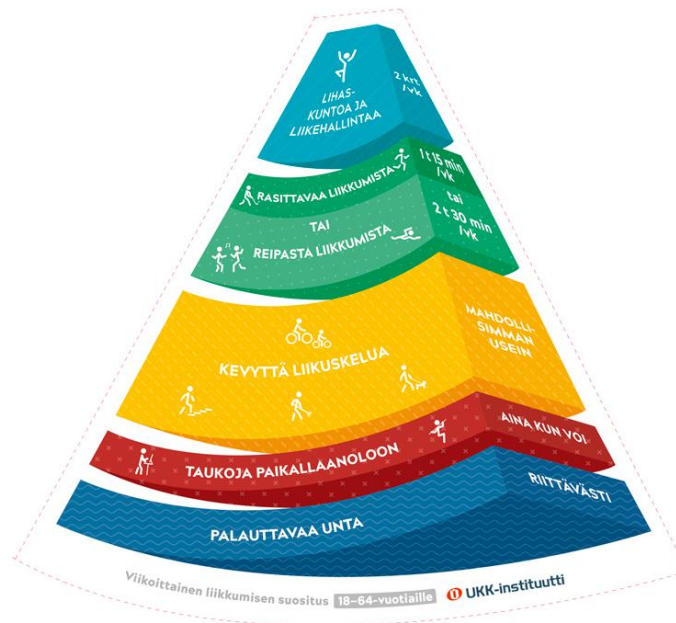 LIHAS-
KUNTOA JA
LIIKEHALLINTAA
2 krt.
/vk
RASITTAVAA LIIKKUMISTA
1 t 15 min
/vk
TAI
REIPASTA LIIKKUMISTA
tai
2 t 30 min
/vk
KEVYTTÄ LIIKUSKELUA
MAHDOLLI-
SIMMAN
USEIN
TAUKOJA PAIKALLAANOLOON
AINA KUN VOI
PALAUTTAVAA UNTA
RIITTÄVÄSTI
Viikoittainen liikkumisen suositus 18–64-vuotiaille UKK-instituutti